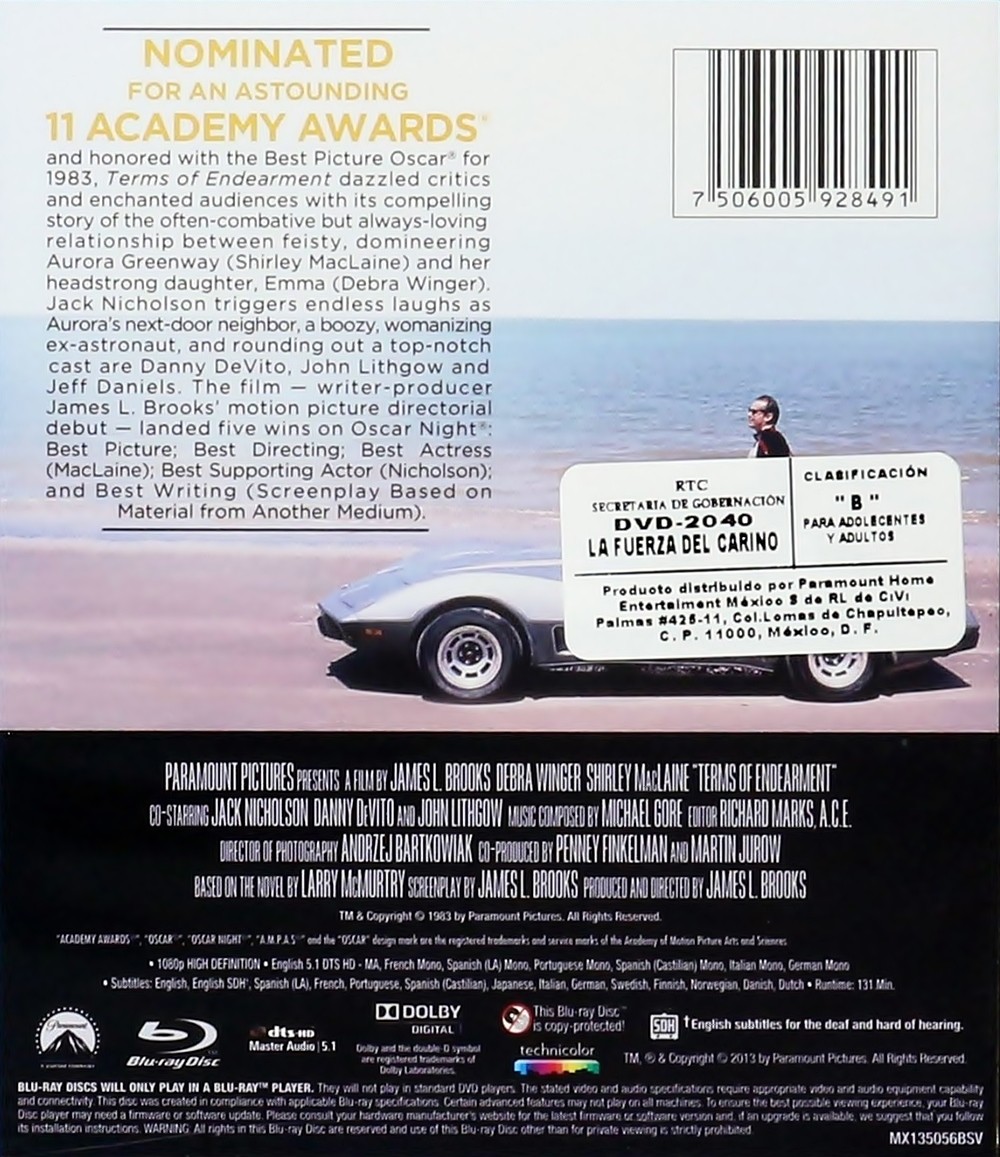 NOMINATED
FOR AN ASTOUNDING
11 ACADEMY AWARDS®
and honored with the Best Picture Oscar® for
1983, Terms of Endearment dazzled critics
and enchanted audiences with its compelling
story of the often-combative but always-loving
relationship between feisty, domineering
Aurora Greenway (Shirley MacLaine) and her
headstrong daughter, Emma (Debra Winger).
Jack Nicholson triggers endless laughs as
Aurora's next-door neighbor, a boozy, womanizing
ex-astronaut, and rounding out a top-notch
cast are Danny DeVito, John Lithgow and
Jeff Daniels. The film — writer-producer
James L. Brooks' motion picture directorial
debut — landed five wins on Oscar Night®:
Best Picture; Best Directing; Best Actress
(MacLaine); Best Supporting Actor (Nicholson);
and Best Writing (Screenplay Based on
Material from Another Medium).
7 506005 928491
RTC
SECRETARIA DE GOBERNACIÓN
DVD-2040
LA FUERZA DEL CARINO
CLASIFICACIÓN
"B"
PARA ADOLECENTES
Y ADULTOS
Producto distribuido por Paramount Home
Entertaiment México S de RL de CiVi
Palmas #425-11, Col.Lomas de Chapultepec,
C. P. 11000, México, D. F.
PARAMOUNT PICTURES PRESENTS A FILM BY JAMES L. BROOKS DEBRA WINGER SHIRLEY MacLAINE "TERMS OF ENDEARMENT"
CO-STARRING JACK NICHOLSON DANNY DeVITO AND JOHN LITHGOW MUSIC COMPOSED BY MICHAEL GORE EDITOR RICHARD MARKS, A.C.E.
DIRECTOR OF PHOTOGRAPHY ANDRZEJ BARTKOWIAK CO-PRODUCED BY PENNEY FINKELMAN AND MARTIN JUROW
BASED ON THE NOVEL BY LARRY McMURTRY SCREENPLAY BY JAMES L. BROOKS PRODUCED AND DIRECTED BY JAMES L. BROOKS
TM & Copyright © 1983 by Paramount Pictures. All Rights Reserved.
"ACADEMY AWARDS®", "OSCAR®", "OSCAR NIGHT®", "A.M.P.A.S®" and the "OSCAR" design mark are the registered trademarks and service marks of the Academy of Motion Picture Arts and Sciences
• 1080p HIGH DEFINITION • English 5.1 DTS HD - MA, French Mono, Spanish (LA) Mono, Portuguese Mono, Spanish (Castilian) Mono, Italian Mono, German Mono
• Subtitles: English, English SDH†, Spanish (LA), French, Portuguese, Spanish (Castilian), Japanese, Italian, German, Swedish, Finnish, Norwegian, Danish, Dutch • Runtime: 131 Min.
Paramount
Blu-ray Disc
dts-HD
Master Audio | 5.1
DOLBY
DIGITAL
Dolby and the double-D symbol
are registered trademarks of
Dolby Laboratories.
This Blu-ray Disc™
is copy-protected!
technicolor
SDH
†English subtitles for the deaf and hard of hearing.
TM, ® & Copyright © 2013 by Paramount Pictures. All Rights Reserved.
BLU-RAY DISCS WILL ONLY PLAY IN A BLU-RAY™ PLAYER. They will not play in standard DVD players. The stated video and audio specifications require appropriate video and audio equipment capability
and connectivity. This disc was created in compliance with applicable Blu-ray specifications. Certain advanced features may not play on all machines. To ensure the best possible viewing experience, your Blu-ray
Disc player may need a firmware or software update. Please consult your hardware manufacturer's website for the latest firmware or software version and, if an upgrade is available, we suggest that you follow
its installation instructions. WARNING: All rights in this Blu-ray Disc are reserved and use of this Blu-ray Disc other than for private viewing is strictly prohibited.
MX135056BSV